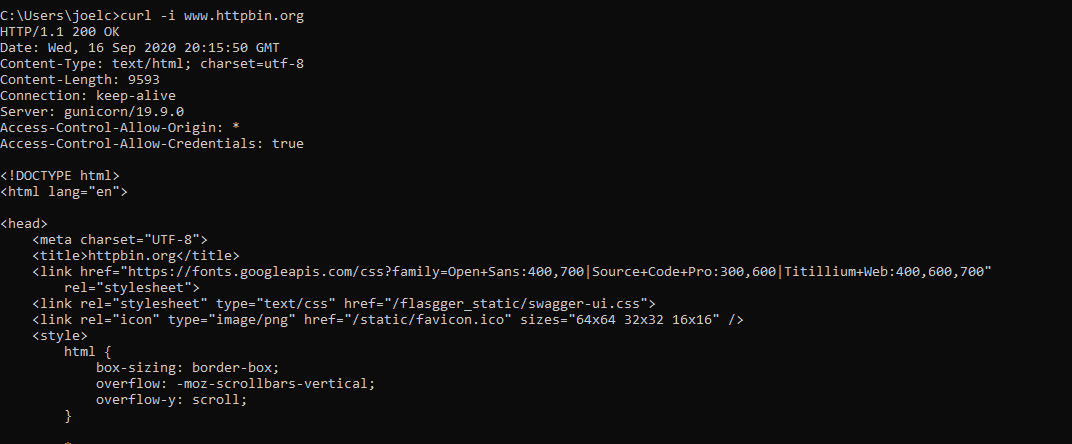 C:\Users\joelc>curl -i www.httpbin.org
HTTP/1.1 200 OK
Date: Wed, 16 Sep 2020 20:15:50 GMT
Content-Type: text/html; charset=utf-8
Content-Length: 9593
Connection: keep-alive
Server: gunicorn/19.9.0
Access-Control-Allow-Origin: *
Access-Control-Allow-Credentials: true

<!DOCTYPE html>
<html lang="en">

<head>
    <meta charset="UTF-8">
    <title>httpbin.org</title>
    <link href="https://fonts.googleapis.com/css?family=Open+Sans:400,700|Source+Code+Pro:300,600|Titillium+Web:400,600,700"
        rel="stylesheet">
    <link rel="stylesheet" type="text/css" href="/flasgger_static/swagger-ui.css">
    <link rel="icon" type="image/png" href="/static/favicon.ico" sizes="64x64 32x32 16x16" />
    <style>
        html {
            box-sizing: border-box;
            overflow: -moz-scrollbars-vertical;
            overflow-y: scroll;
        }